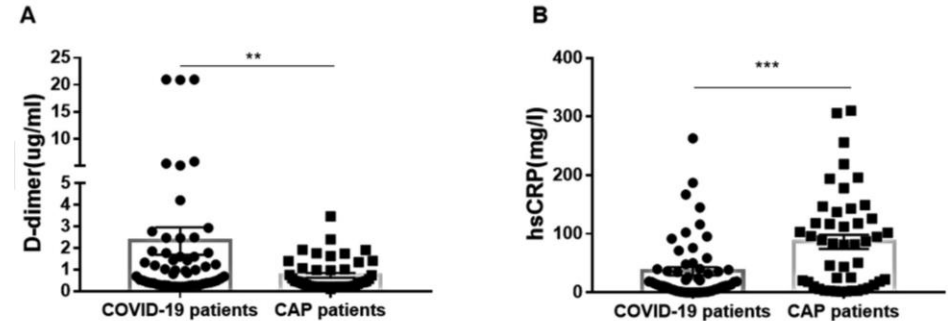 A
D-dimer(ug/ml)
25
20
15
10
5
5
4
3
2
1
0
**
COVID-19 patients
CAP patients
B
hsCRP(mg/l)
400
300
200
100
0
***
COVID-19 patients
CAP patients